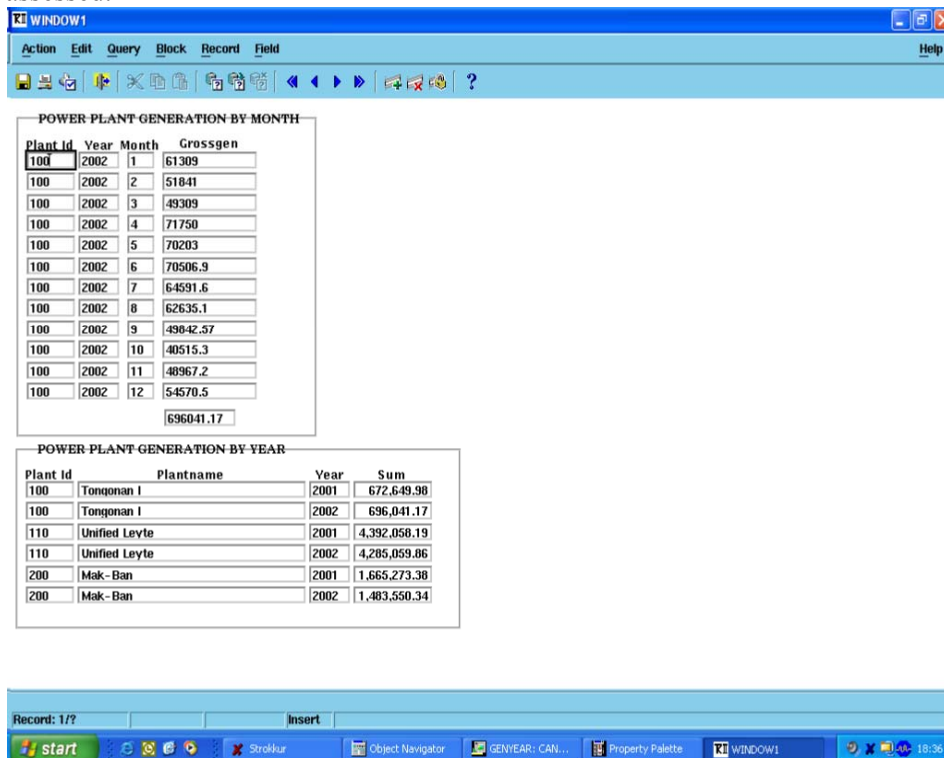 WINDOW1
Action Edit Query Block Record Field Help
POWER PLANT GENERATION BY MONTH
Plant Id Year Month Grossgen
100 2002 1 61309
100 2002 2 51841
100 2002 3 49309
100 2002 4 71750
100 2002 5 70203
100 2002 6 70506.9
100 2002 7 64591.6
100 2002 8 62635.1
100 2002 9 49842.57
100 2002 10 40515.3
100 2002 11 48967.2
100 2002 12 54570.5
696041.17
POWER PLANT GENERATION BY YEAR
Plant Id Plantname Year Sum
100 Tongonan I 2001 672,649.98
100 Tongonan I 2002 696,041.17
110 Unified Leyte 2001 4,392,058.19
110 Unified Leyte 2002 4,285,059.86
200 Mak-Ban 2001 1,665,273.38
200 Mak-Ban 2002 1,483,550.34
Record: 1/? Insert
start Strokkur Object Navigator GENYEAR: CAN... Property Palette WINDOW1 18:36